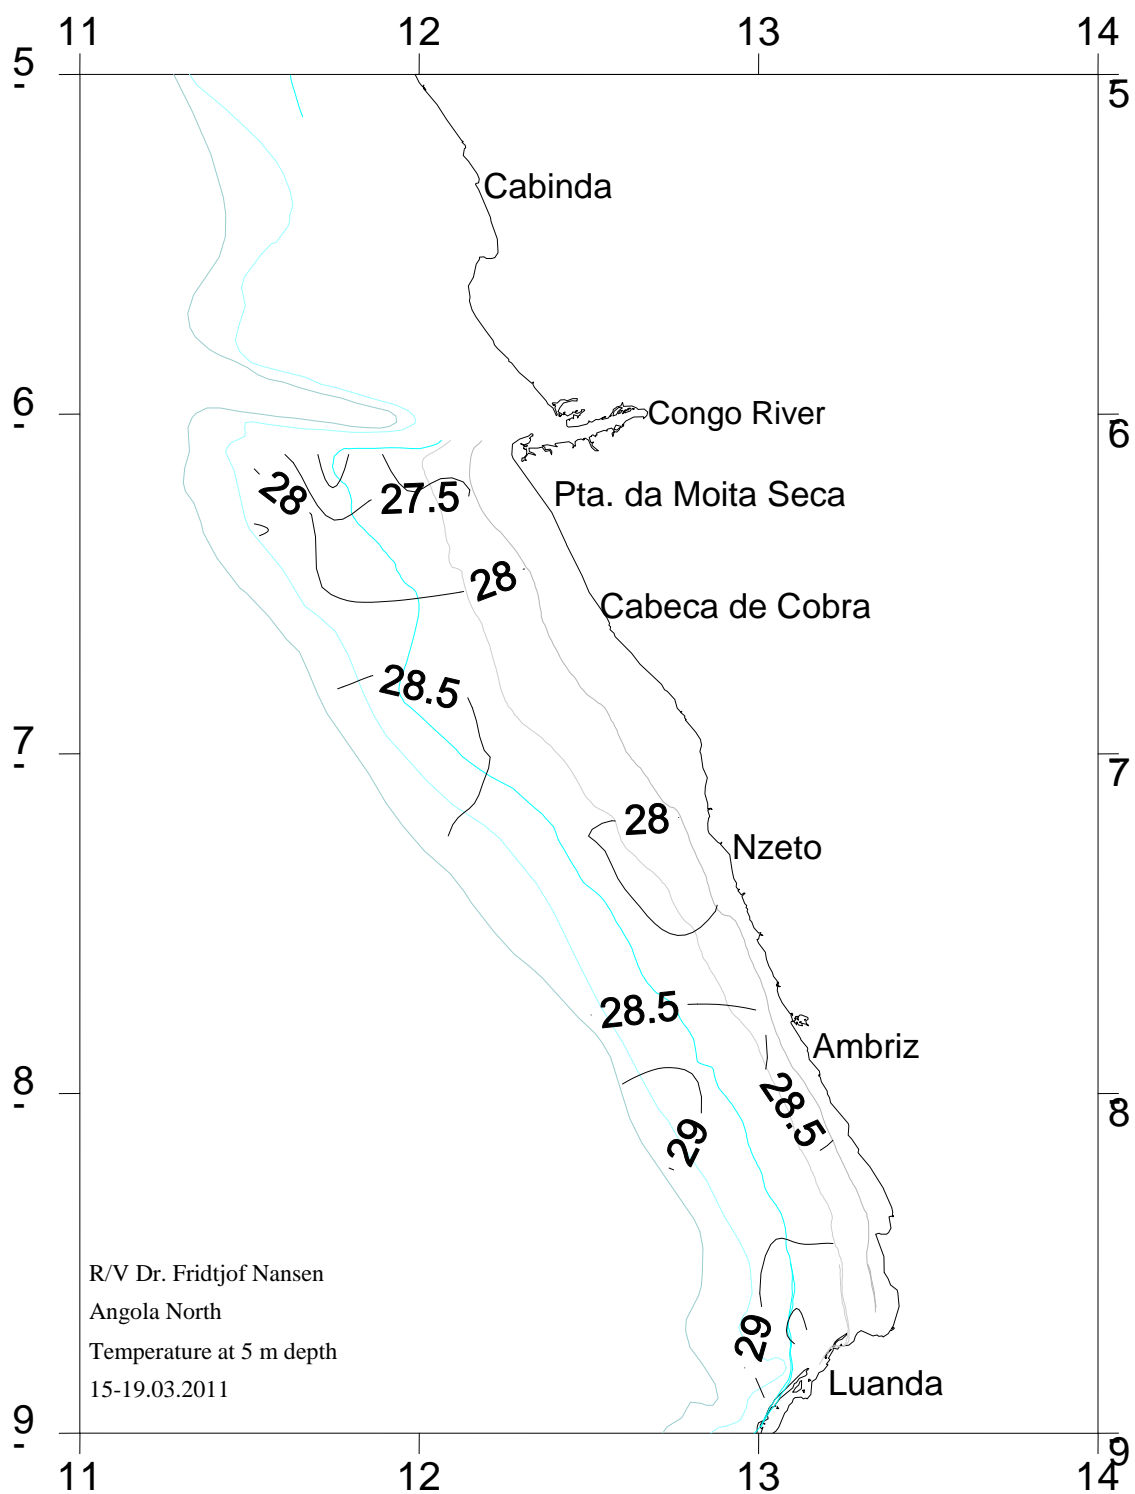 11 12 13 14
-5 -5
Cabinda
-6 -6
Congo River
28 27.5 Pta. da Moita Seca
28
Cabeca de Cobra
28.5
-7 -7
28
Nzeto
28.5
Ambriz
-8 -8
28.5
29
R/V Dr. Fridtjof Nansen
Angola North
29
Temperature at 5 m depth
15-19.03.2011
Luanda
-9 -9
11 12 13 14